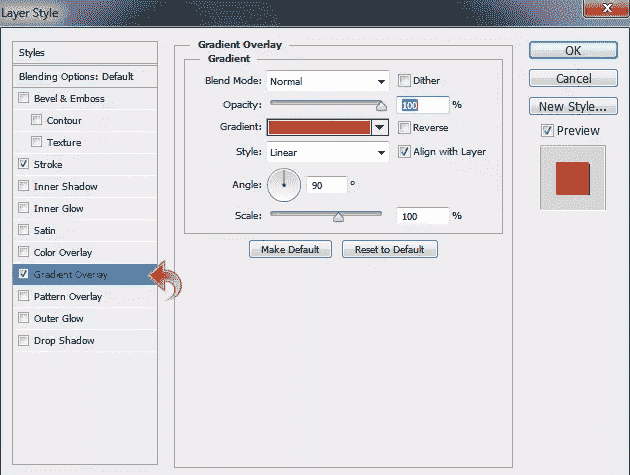 Layer Style
Styles
Blending Options: Default
Bevel & Emboss
Contour
Texture
Stroke
Inner Shadow
Inner Glow
Satin
Color Overlay
Gradient Overlay
Pattern Overlay
Outer Glow
Drop Shadow
Gradient Overlay
Gradient
Blend Mode: Normal Dither
Opacity: 100 %
Gradient: Reverse
Style: Linear Align with Layer
Angle: 90 °
Scale: 100 %
Make Default Reset to Default
OK
Cancel
New Style...
Preview